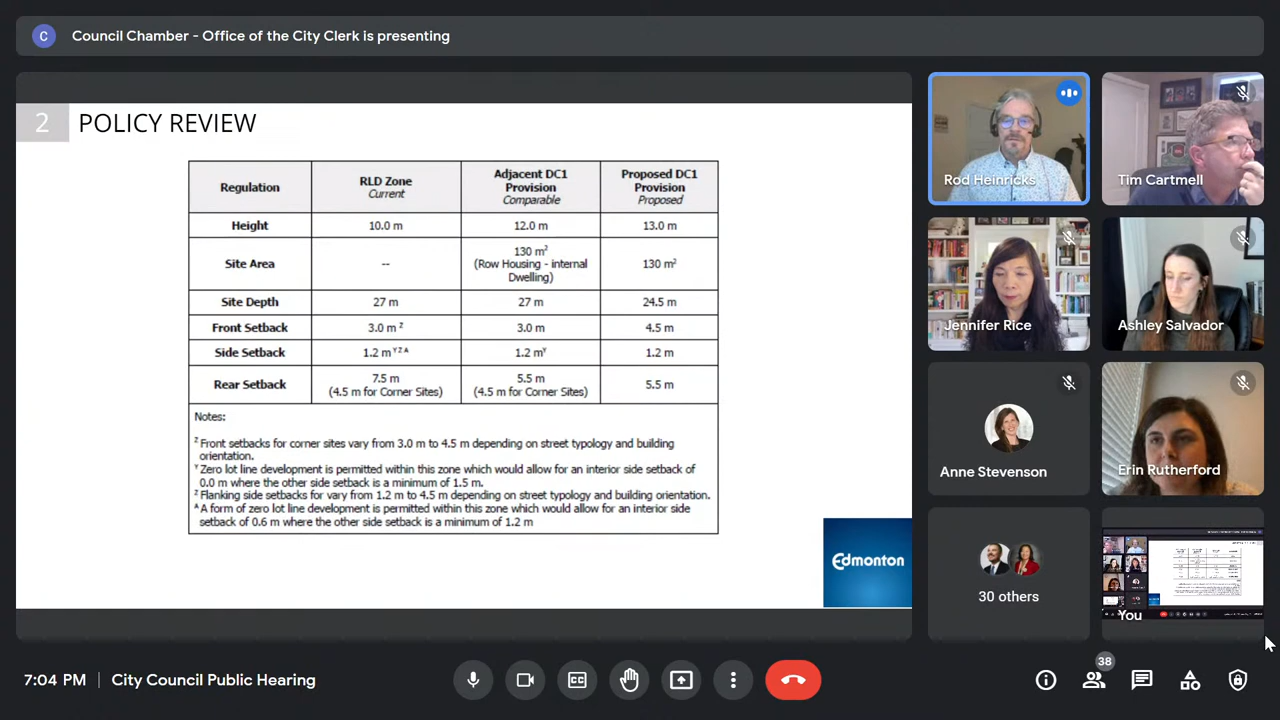 C
Council Chamber - Office of the City Clerk is presenting
2
POLICY REVIEW
Regulation
RLD Zone
Current
Adjacent DC1
Provision
Comparable
Proposed DC1
Provision
Proposed
Height
10.0 m
12.0 m
13.0 m
Site Area
--
130 m²
(Row Housing - internal
Dwelling)
130 m²
Site Depth
27 m
27 m
24.5 m
Front Setback
3.0 m ᶻ
3.0 m
4.5 m
Side Setback
1.2 m ʸ ᶻ ᴬ
1.2 mʸ
1.2 m
Rear Setback
7.5 m
(4.5 m for Corner Sites)
5.5 m
(4.5 m for Corner Sites)
5.5 m
Notes:
ᶻ Front setbacks for corner sites vary from 3.0 m to 4.5 m depending on street typology and building
orientation.
ʸ Zero lot line development is permitted within this zone which would allow for an interior side setback of
0.0 m where the other side setback is a minimum of 1.5 m.
ᶻ Flanking side setbacks for vary from 1.2 m to 4.5 m depending on street typology and building orientation.
ᴬ A form of zero lot line development is permitted within this zone which would allow for an interior side
setback of 0.6 m where the other side setback is a minimum of 1.2 m
Edmonton
Rod Heinricks
Tim Cartmell
Jennifer Rice
Ashley Salvador
Anne Stevenson
Erin Rutherford
30 others
You
7:04 PM
City Council Public Hearing
CC
38